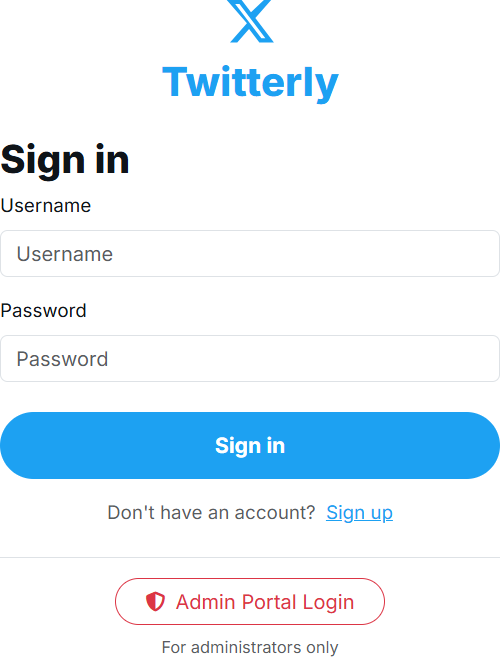 Twitterly
Sign in
Username
Username
Password
Password
Sign in
Don't have an account? Sign up
Admin Portal Login
For administrators only